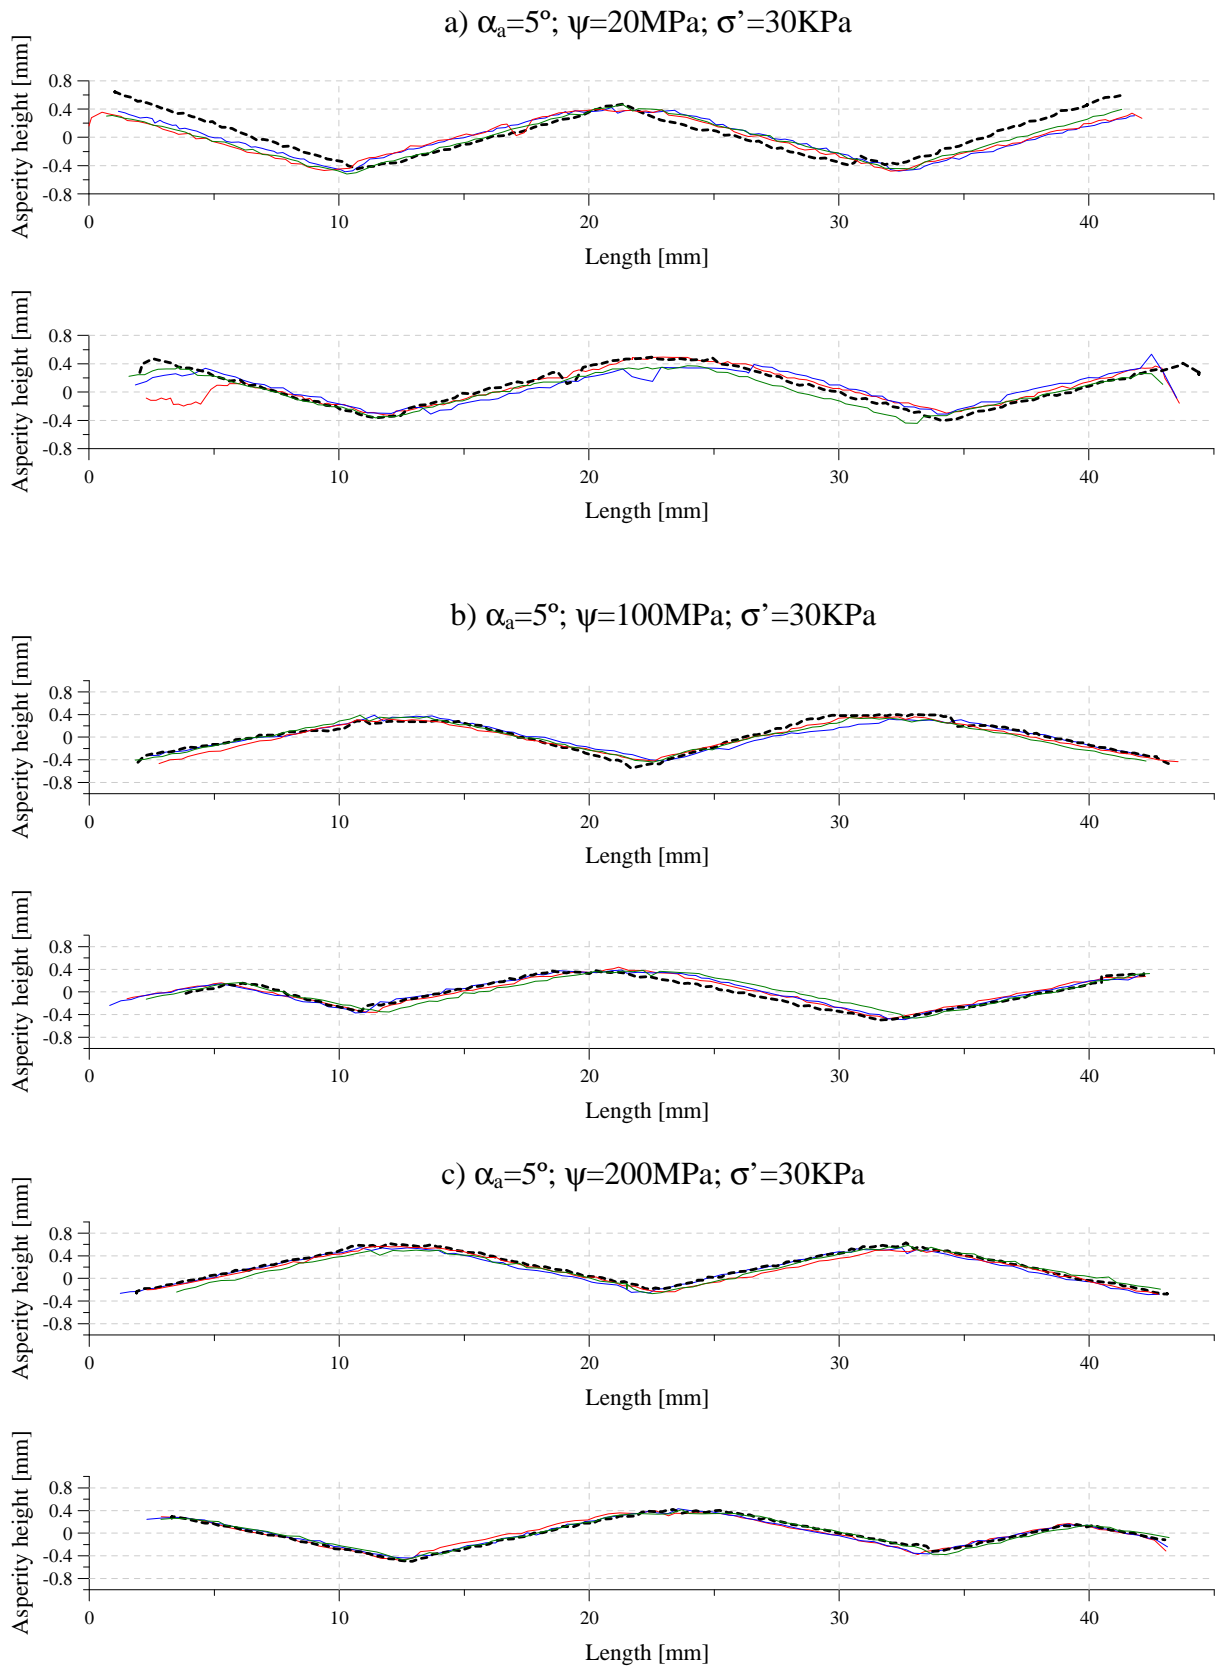 a) αa=5º; ψ=20MPa; σ’=30KPa
Asperity height [mm]
0.8
0.4
0
-0.4
-0.8
0 10 20 30 40
Length [mm]
Asperity height [mm]
0.8
0.4
0
-0.4
-0.8
0 10 20 30 40
Length [mm]
b) αa=5º; ψ=100MPa; σ’=30KPa
Asperity height [mm]
0.8
0.4
0
-0.4
-0.8
0 10 20 30 40
Length [mm]
Asperity height [mm]
0.8
0.4
0
-0.4
-0.8
0 10 20 30 40
Length [mm]
c) αa=5º; ψ=200MPa; σ’=30KPa
Asperity height [mm]
0.8
0.4
0
-0.4
-0.8
0 10 20 30 40
Length [mm]
Asperity height [mm]
0.8
0.4
0
-0.4
-0.8
0 10 20 30 40
Length [mm]